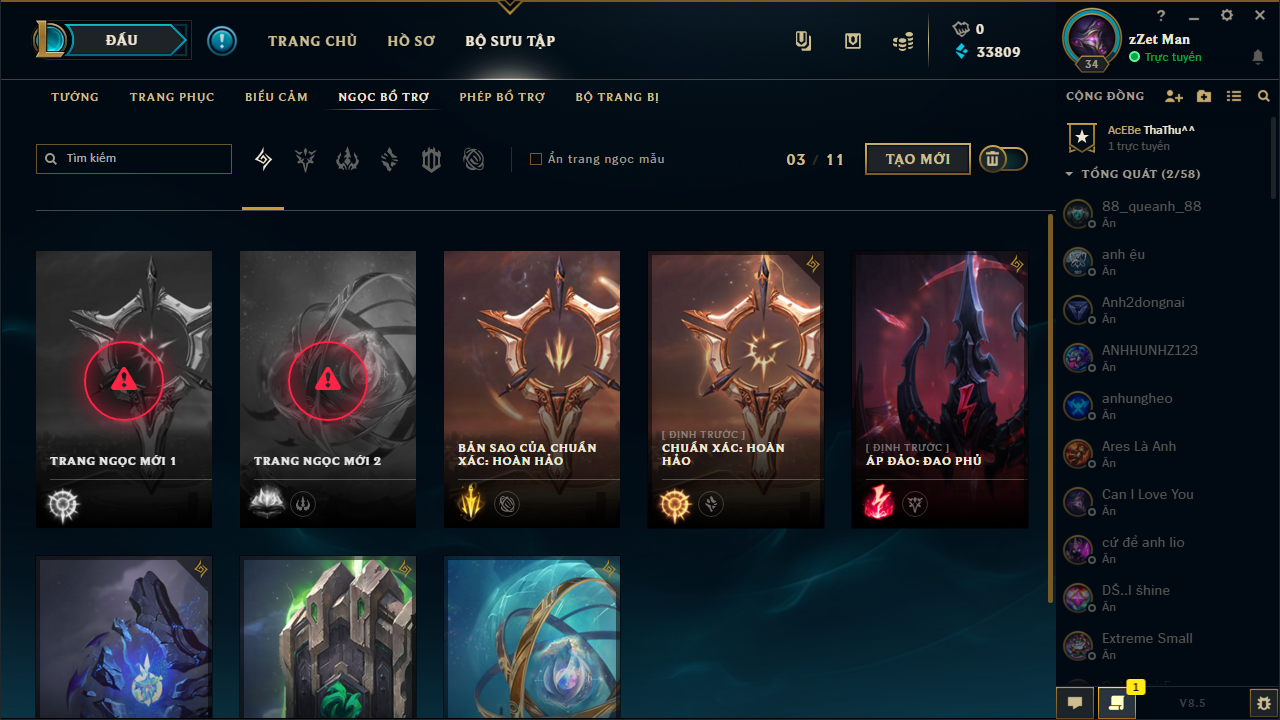 ĐẤU
TRANG CHỦ
HỒ SƠ
BỘ SƯU TẬP
0
33809
34
zZet Man
Trực tuyến
TƯỚNG
TRANG PHỤC
BIỂU CẢM
NGỌC BỔ TRỢ
PHÉP BỔ TRỢ
BỘ TRANG BỊ
CỘNG ĐỒNG
Tìm kiếm
Ẩn trang ngọc mẫu
03 / 11
TẠO MỚI
AcEBe ThaThu^^
1 trực tuyến
TỔNG QUÁT (2/58)
88_queanh_88
Ẩn
anh ệu
Ẩn
Anh2dongnai
Ẩn
ANHHUNHZ123
Ẩn
anhungheo
Ẩn
Ares Là Anh
Ẩn
Can I Love You
Ẩn
cứ để anh lio
Ẩn
DŠ..I šhine
Ẩn
Extreme Small
Ẩn
TRANG NGỌC MỚI 1
TRANG NGỌC MỚI 2
BẢN SAO CỦA CHUẨN
XÁC: HOÀN HẢO
[ ĐỊNH TRƯỚC ]
CHUẨN XÁC: HOÀN
HẢO
[ ĐỊNH TRƯỚC ]
ÁP ĐẢO: ĐAO PHỦ
1
V8.5